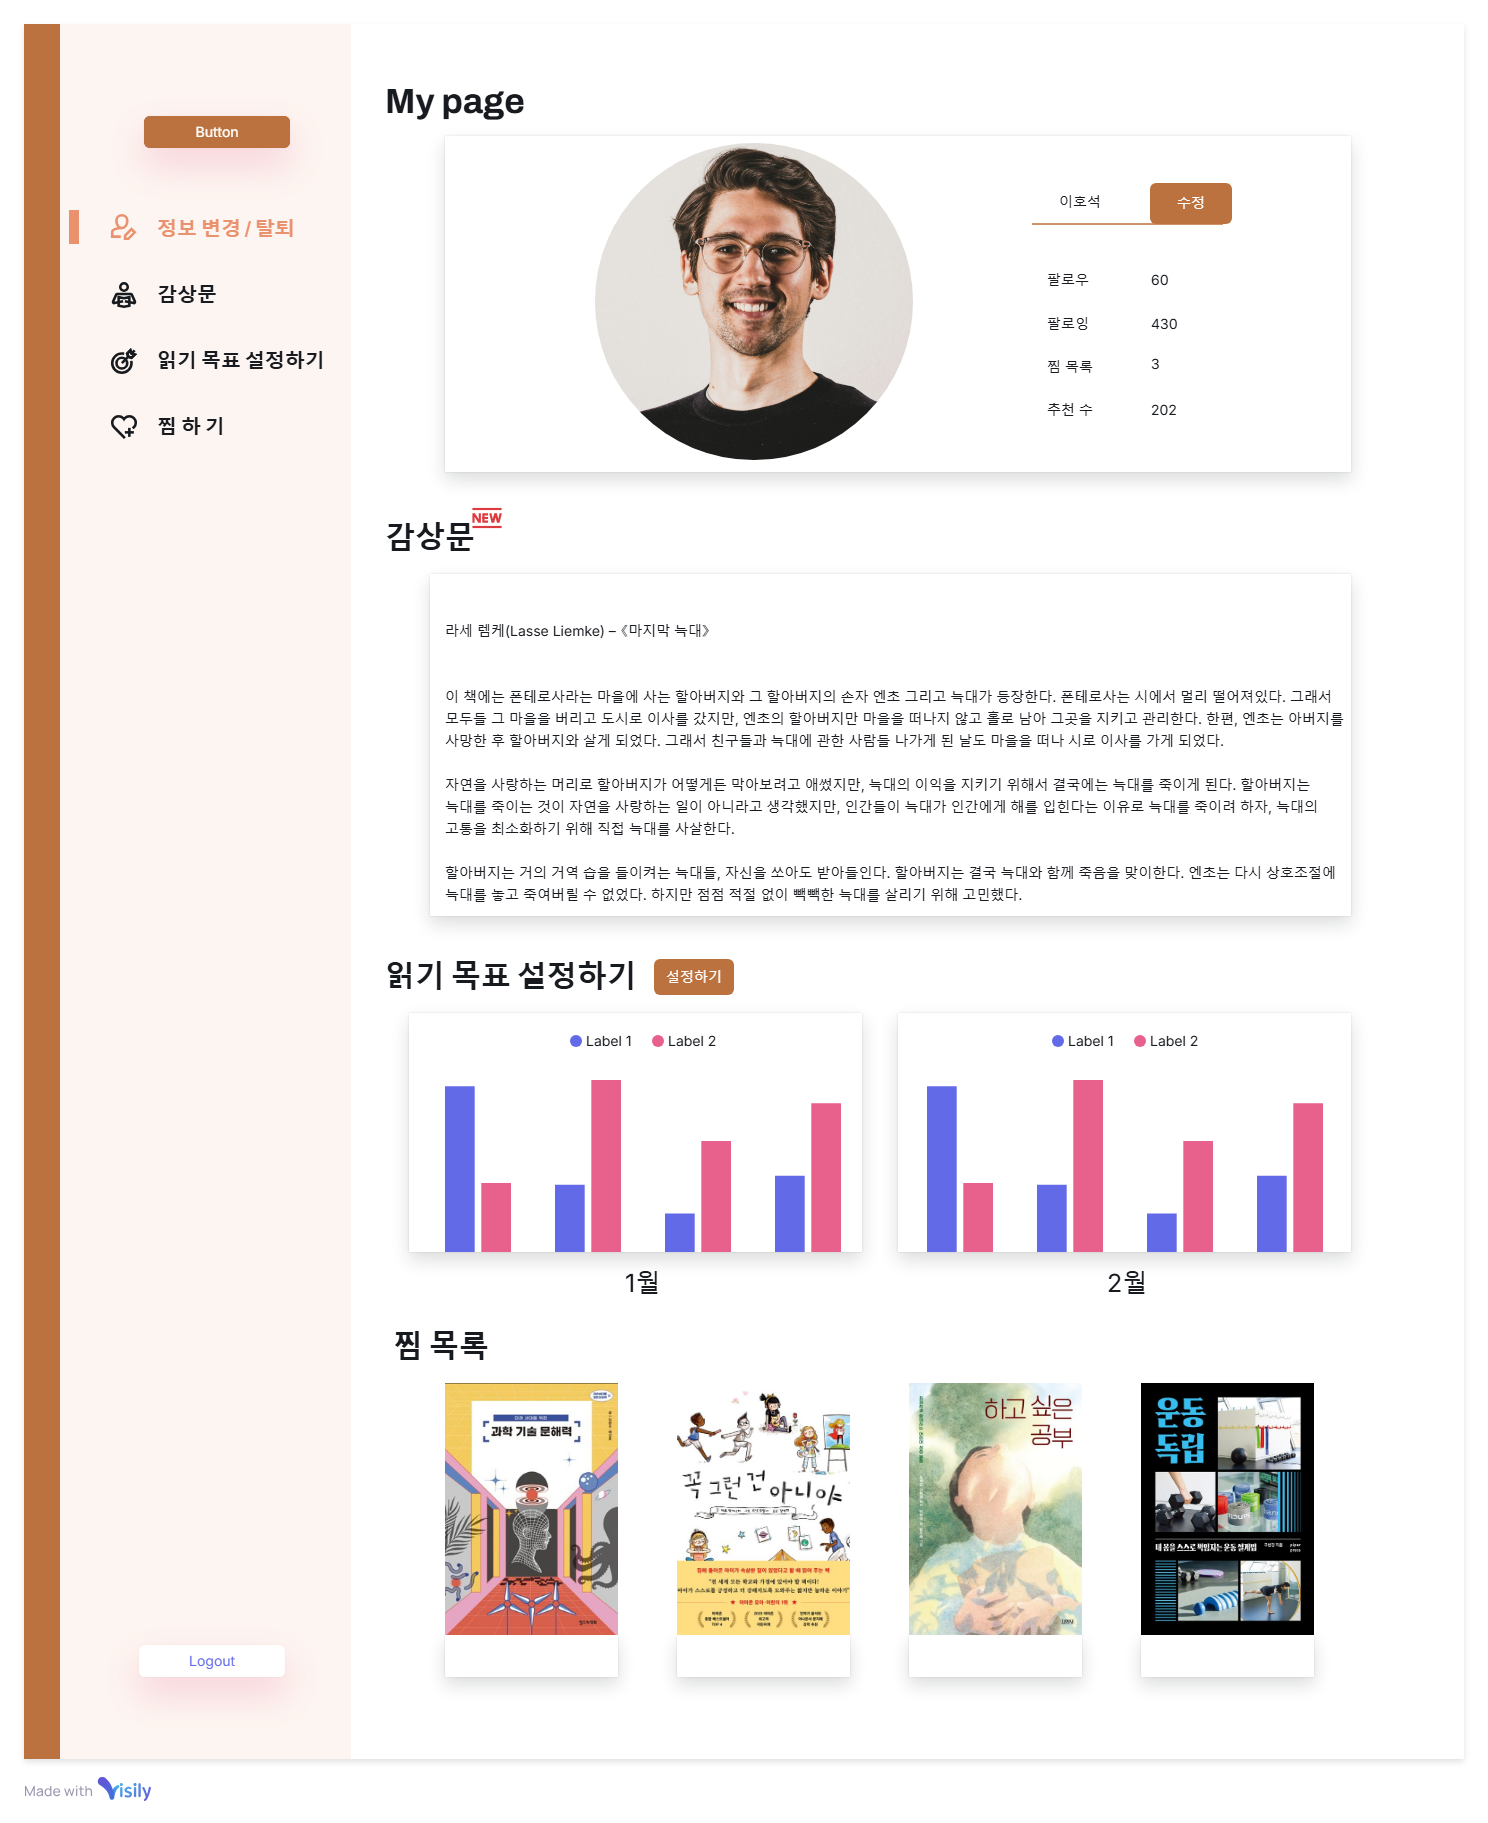 My page
Button
정보 변경 / 탈퇴
감상문
읽기 목표 설정하기
찜 하 기
이호석
수정
팔로우 60
팔로잉 430
찜 목록 3
추천 수 202
감상문
NEW
라세 렘케(Lasse Liemke) – 《마지막 늑대》
이 책에는 폰테로사라는 마을에 사는 할아버지와 그 할아버지의 손자 엔초 그리고 늑대가 등장한다. 폰테로사는 시에서 멀리 떨어져있다. 그래서
모두들 그 마을을 버리고 도시로 이사를 갔지만, 엔초의 할아버지만 마을을 떠나지 않고 홀로 남아 그곳을 지키고 관리한다. 한편, 엔초는 아버지를
사망한 후 할아버지와 살게 되었다. 그래서 친구들과 늑대에 관한 사람들 나가게 된 날도 마을을 떠나 시로 이사를 가게 되었다.
자연을 사랑하는 머리로 할아버지가 어떻게든 막아보려고 애썼지만, 늑대의 이익을 지키기 위해서 결국에는 늑대를 죽이게 된다. 할아버지는
늑대를 죽이는 것이 자연을 사랑하는 일이 아니라고 생각했지만, 인간들이 늑대가 인간에게 해를 입힌다는 이유로 늑대를 죽이려 하자, 늑대의
고통을 최소화하기 위해 직접 늑대를 사살한다.
할아버지는 거의 거역 습을 들이켜는 늑대들, 자신을 쏘아도 받아들인다. 할아버지는 결국 늑대와 함께 죽음을 맞이한다. 엔초는 다시 상호조절에
늑대를 놓고 죽여버릴 수 없었다. 하지만 점점 적절 없이 빽빽한 늑대를 살리기 위해 고민했다.
읽기 목표 설정하기
설정하기
Label 1 Label 2
Label 1 Label 2
1월
2월
찜 목록
과학 기술 문해력
꼭 그런 건 아니야
하고 싶은
공부
운동
독립
내 몸을 스스로 책임지는 운동 설계법
Logout
Made with Visily